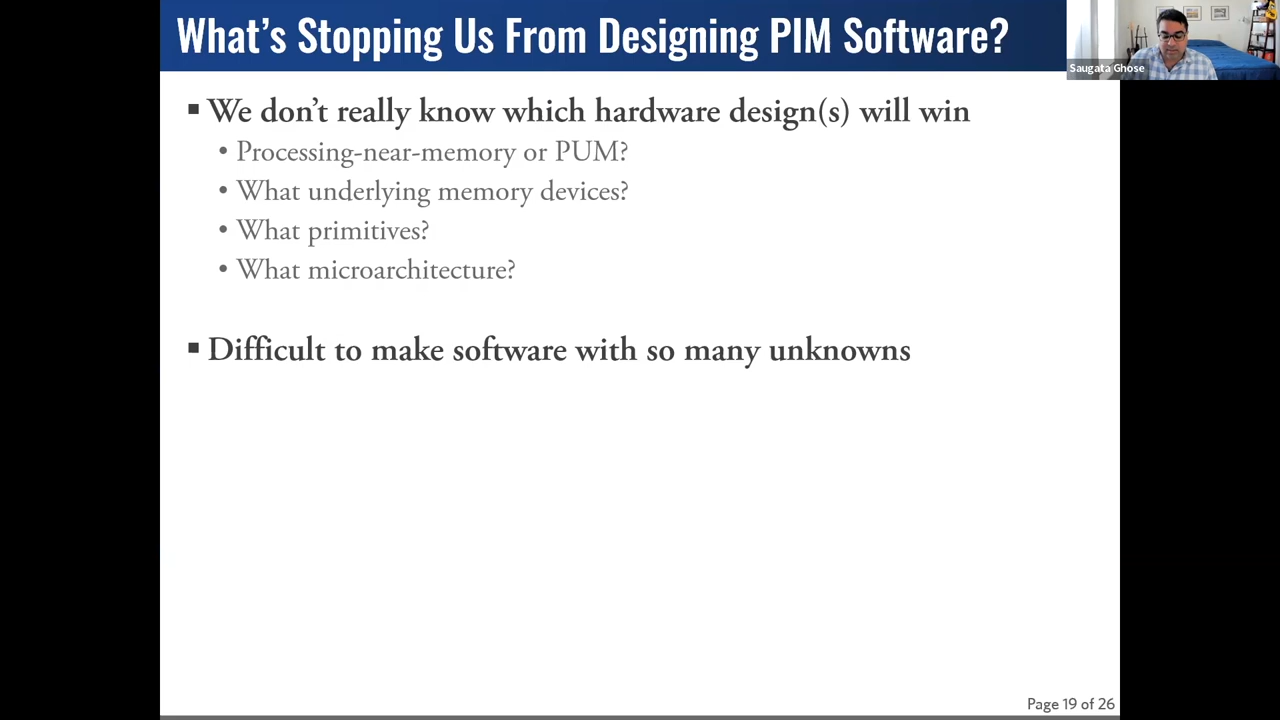 What's Stopping Us From Designing PIM Software?
Saugata Ghose
▪ We don't really know which hardware design(s) will win
• Processing-near-memory or PUM?
• What underlying memory devices?
• What primitives?
• What microarchitecture?
▪ Difficult to make software with so many unknowns
Page 19 of 26